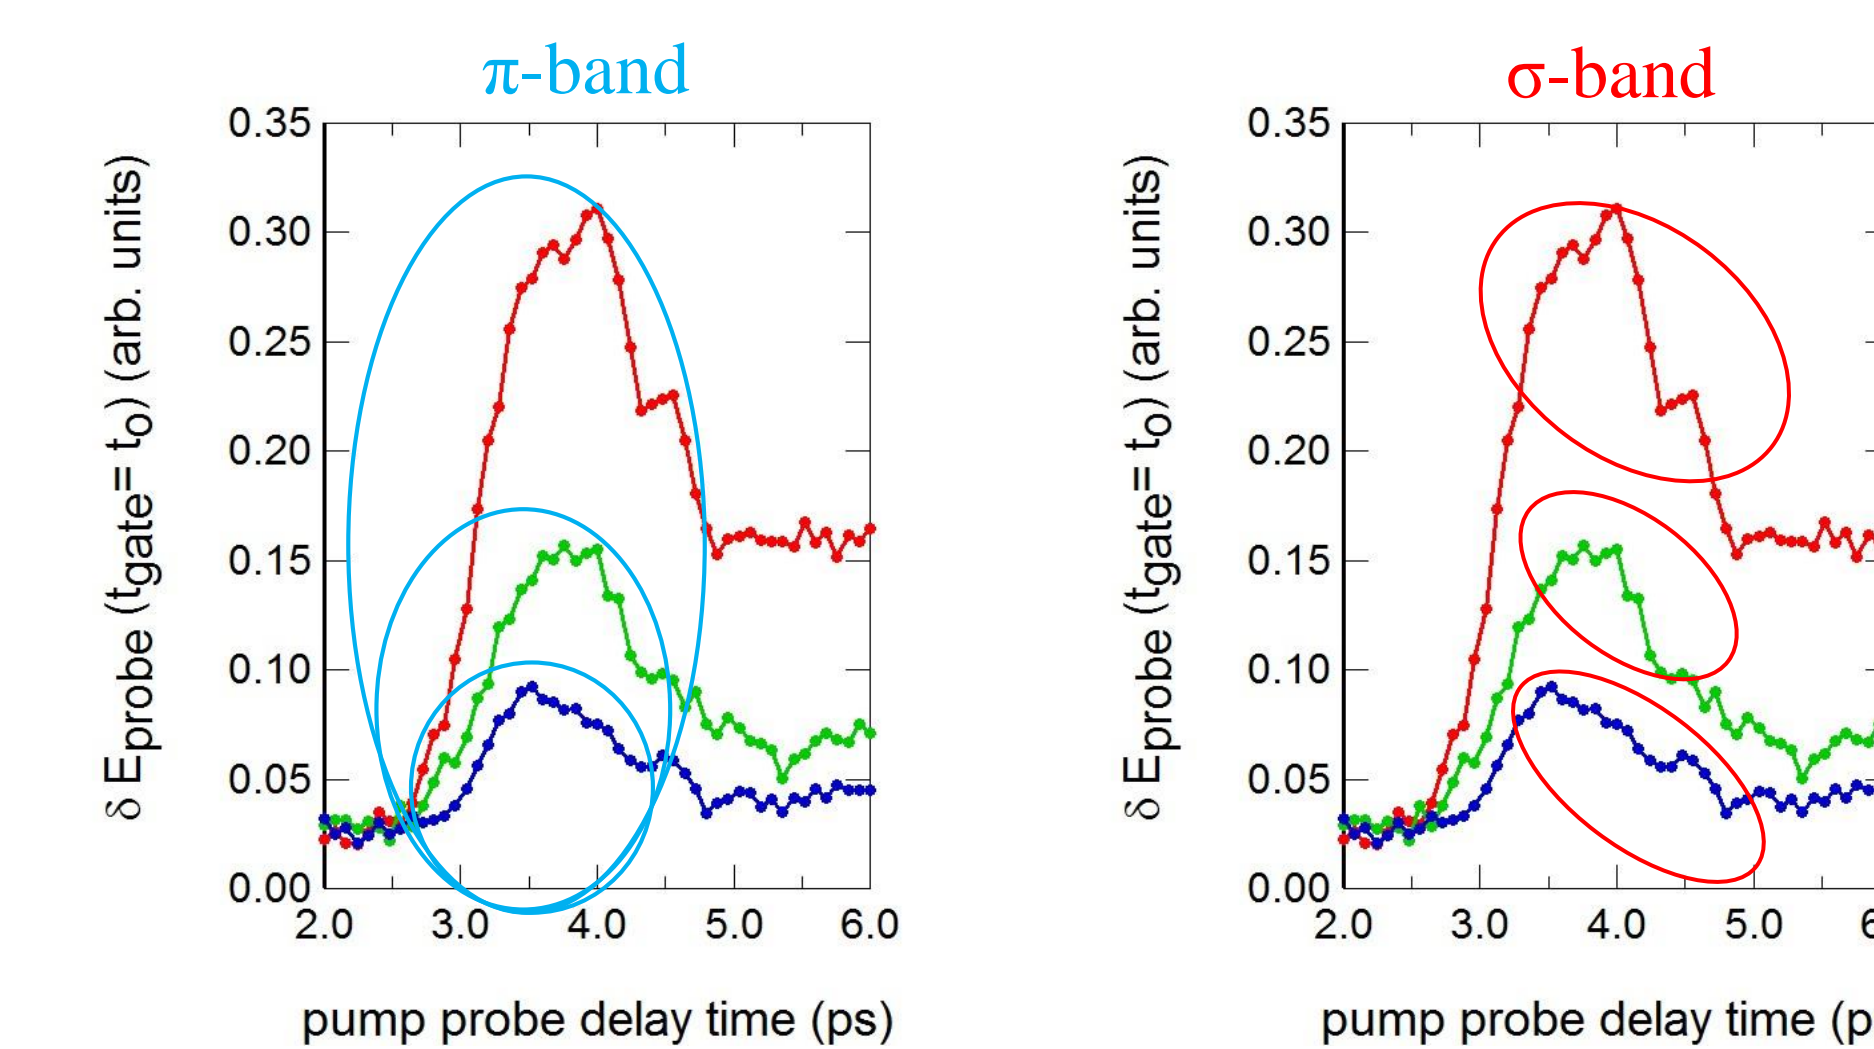 π-band
σ-band
0.35
0.30
0.25
0.20
0.15
0.10
0.05
0.00
δ Eprobe (tgate= to) (arb. units)
2.0 3.0 4.0 5.0 6.0
pump probe delay time (ps)
0.35
0.30
0.25
0.20
0.15
0.10
0.05
0.00
δ Eprobe (tgate= to) (arb. units)
2.0 3.0 4.0 5.0 6
pump probe delay time (p